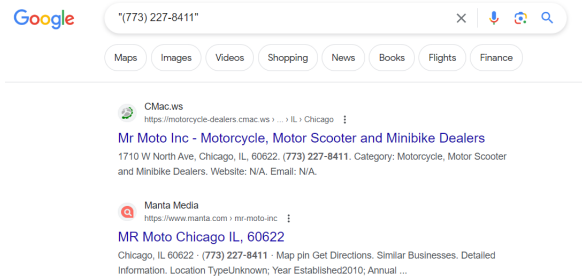 Google "(773) 227-8411"
Maps Images Videos Shopping News Books Flights Finance
CMac.ws
https://motorcycle-dealers.cmac.ws › ... › IL › Chicago
Mr Moto Inc - Motorcycle, Motor Scooter and Minibike Dealers
1710 W North Ave, Chicago, IL, 60622. (773) 227-8411. Category: Motorcycle, Motor Scooter
and Minibike Dealers. Website: N/A. Email: N/A.
Manta Media
https://www.manta.com › mr-moto-inc
MR Moto Chicago IL, 60622
Chicago, IL 60622 · (773) 227-8411 · Map pin Get Directions. Similar Businesses. Detailed
Information. Location TypeUnknown; Year Established2010; Annual ...